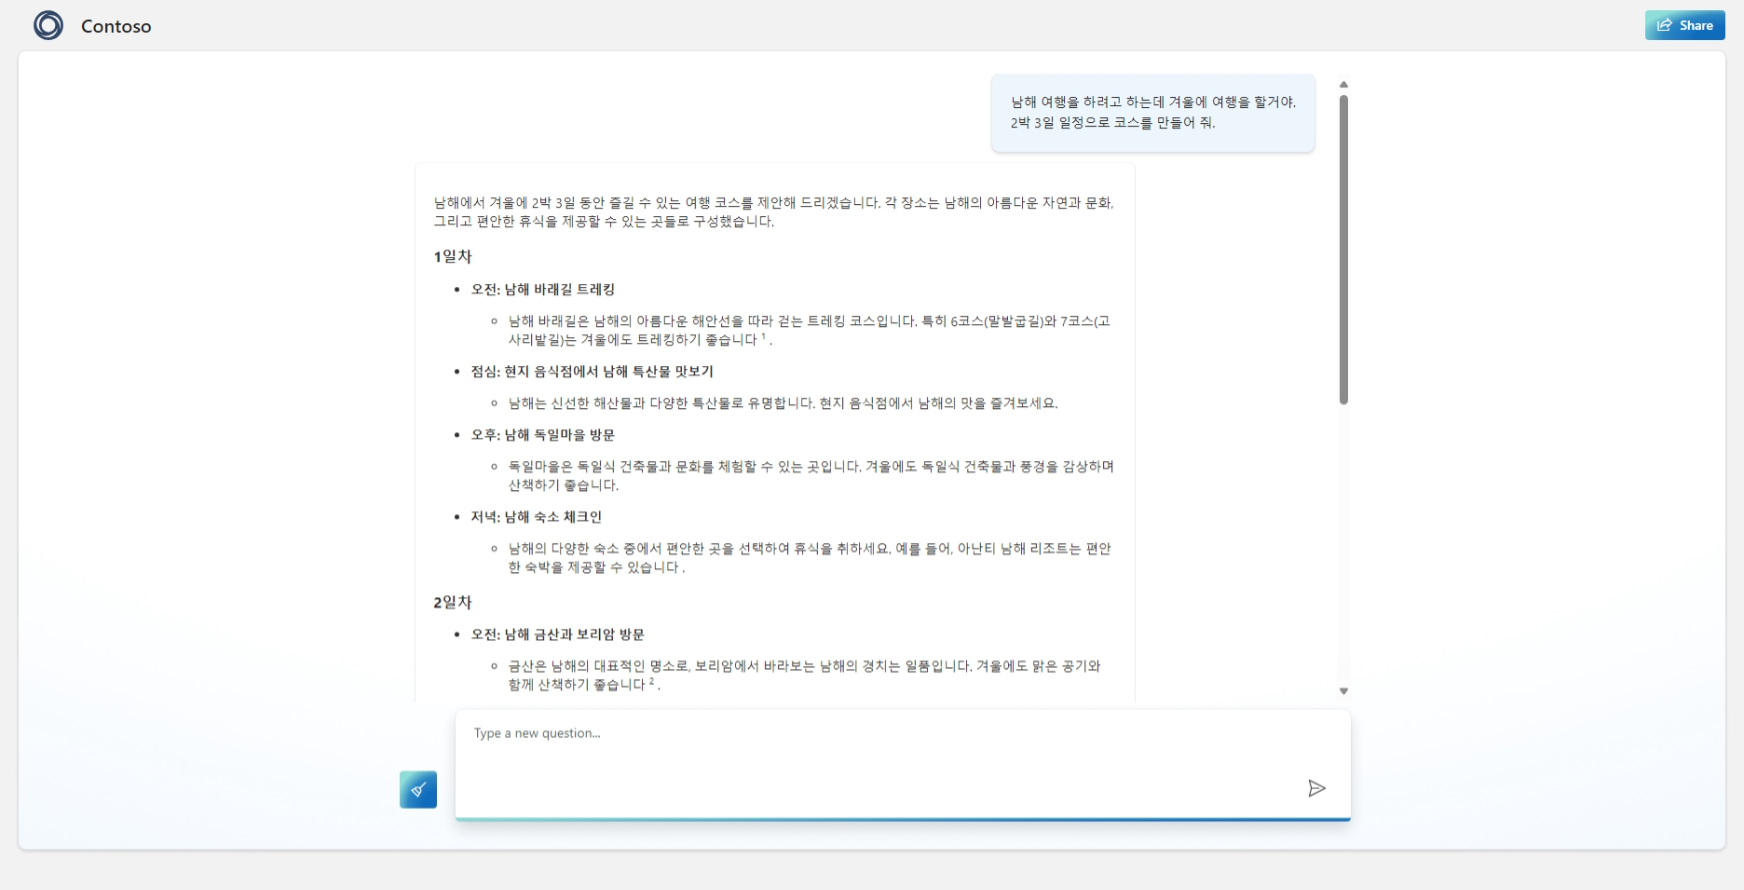 Contoso
Share
남해 여행을 하려고 하는데 겨울에 여행을 할거야.
2박 3일 일정으로 코스를 만들어 줘.
남해에서 겨울에 2박 3일 동안 즐길 수 있는 여행 코스를 제안해 드리겠습니다. 각 장소는 남해의 아름다운 자연과 문화,
그리고 편안한 휴식을 제공할 수 있는 곳들로 구성했습니다.
1일차
• 오전: 남해 바래길 트레킹
◦ 남해 바래길은 남해의 아름다운 해안선을 따라 걷는 트레킹 코스입니다. 특히 6코스(말발굽길)와 7코스(고
사리밭길)는 겨울에도 트레킹하기 좋습니다 1 .
• 점심: 현지 음식점에서 남해 특산물 맛보기
◦ 남해는 신선한 해산물과 다양한 특산물로 유명합니다. 현지 음식점에서 남해의 맛을 즐겨보세요.
• 오후: 남해 독일마을 방문
◦ 독일마을은 독일식 건축물과 문화를 체험할 수 있는 곳입니다. 겨울에도 독일식 건축물과 풍경을 감상하며
산책하기 좋습니다.
• 저녁: 남해 숙소 체크인
◦ 남해의 다양한 숙소 중에서 편안한 곳을 선택하여 휴식을 취하세요. 예를 들어, 아난티 남해 리조트는 편안
한 숙박을 제공할 수 있습니다 .
2일차
• 오전: 남해 금산과 보리암 방문
◦ 금산은 남해의 대표적인 명소로, 보리암에서 바라보는 남해의 경치는 일품입니다. 겨울에도 맑은 공기와
함께 산책하기 좋습니다 2 .
Type a new question...